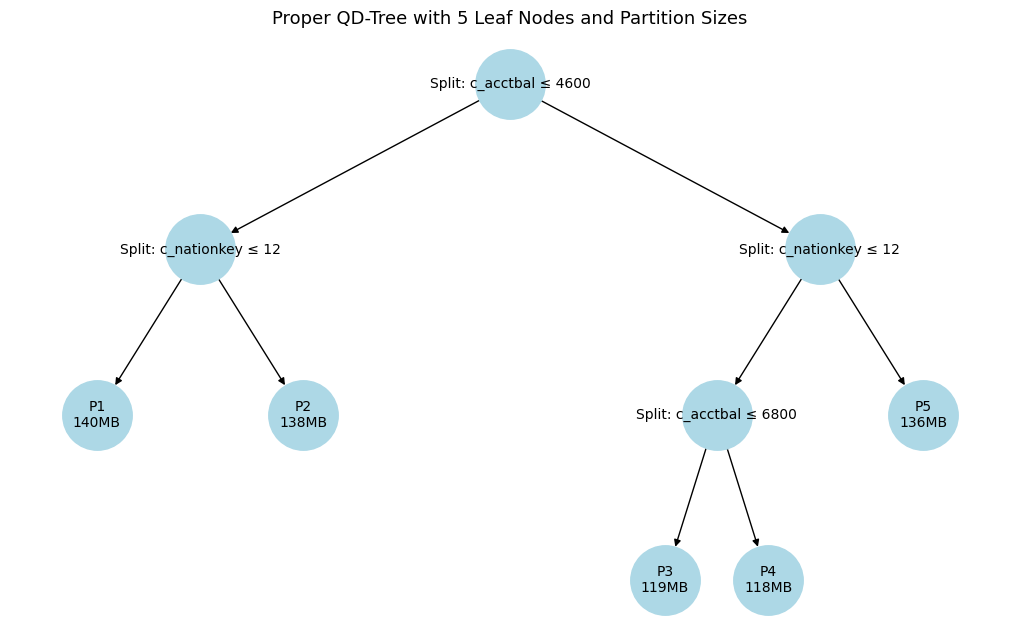 Proper QD-Tree with 5 Leaf Nodes and Partition Sizes
Split: c_acctbal ≤ 4600
Split: c_nationkey ≤ 12
Split: c_nationkey ≤ 12
P1
140MB
P2
138MB
Split: c_acctbal ≤ 6800
P5
136MB
P3
119MB
P4
118MB